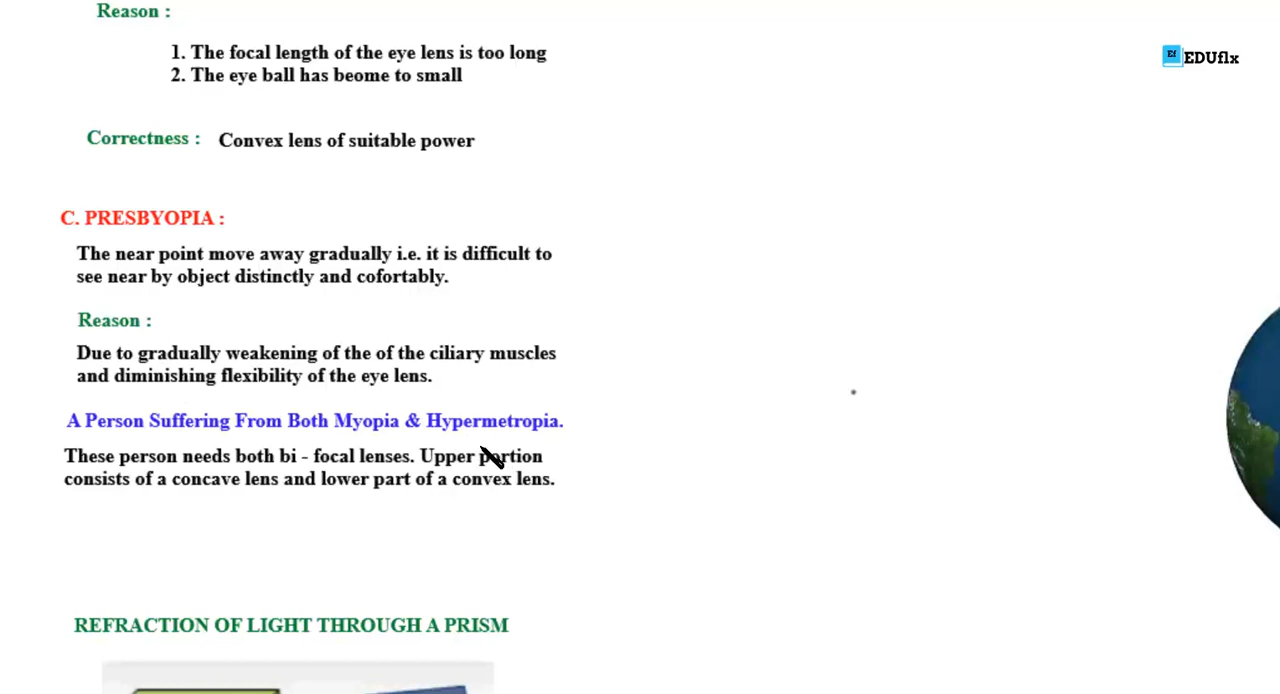 Reason :
1. The focal length of the eye lens is too long
2. The eye ball has beome to small
Ef EDUflx
Correctness : Convex lens of suitable power
C. PRESBYOPIA :
The near point move away gradually i.e. it is difficult to
see near by object distinctly and cofortably.
Reason :
Due to gradually weakening of the of the ciliary muscles
and diminishing flexibility of the eye lens.
A Person Suffering From Both Myopia & Hypermetropia.
These person needs both bi - focal lenses. Upper portion
consists of a concave lens and lower part of a convex lens.
REFRACTION OF LIGHT THROUGH A PRISM